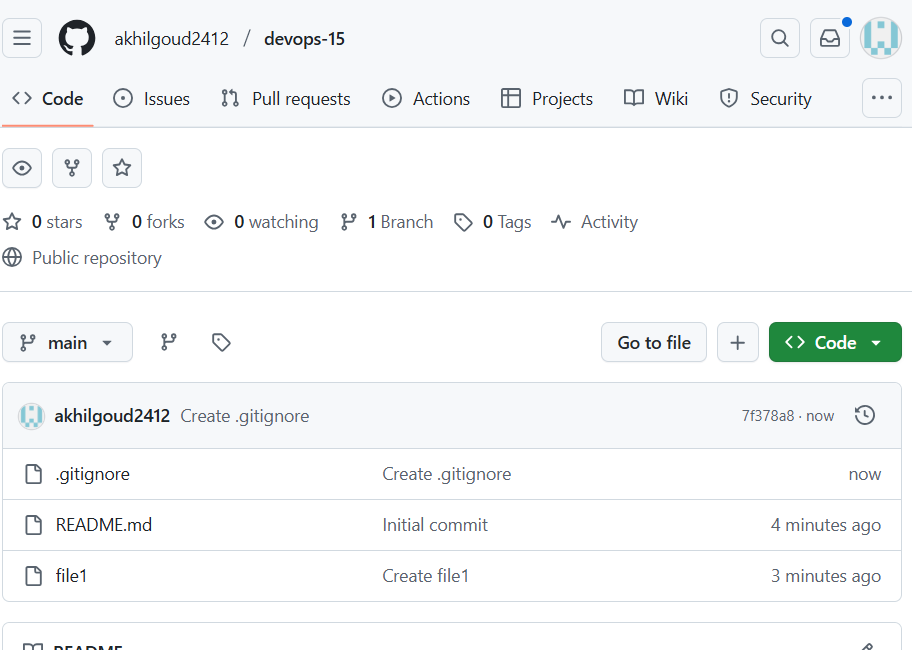 akhilgoud2412 / devops-15
Code Issues Pull requests Actions Projects Wiki Security
0 stars 0 forks 0 watching 1 Branch 0 Tags Activity
Public repository
main Go to file Code
akhilgoud2412 Create .gitignore 7f378a8 · now
.gitignore Create .gitignore now
README.md Initial commit 4 minutes ago
file1 Create file1 3 minutes ago
README